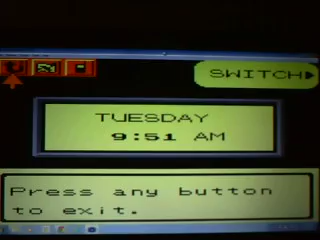 SWITCH▶
TUESDAY
9:51 AM
Press any button
to exit.